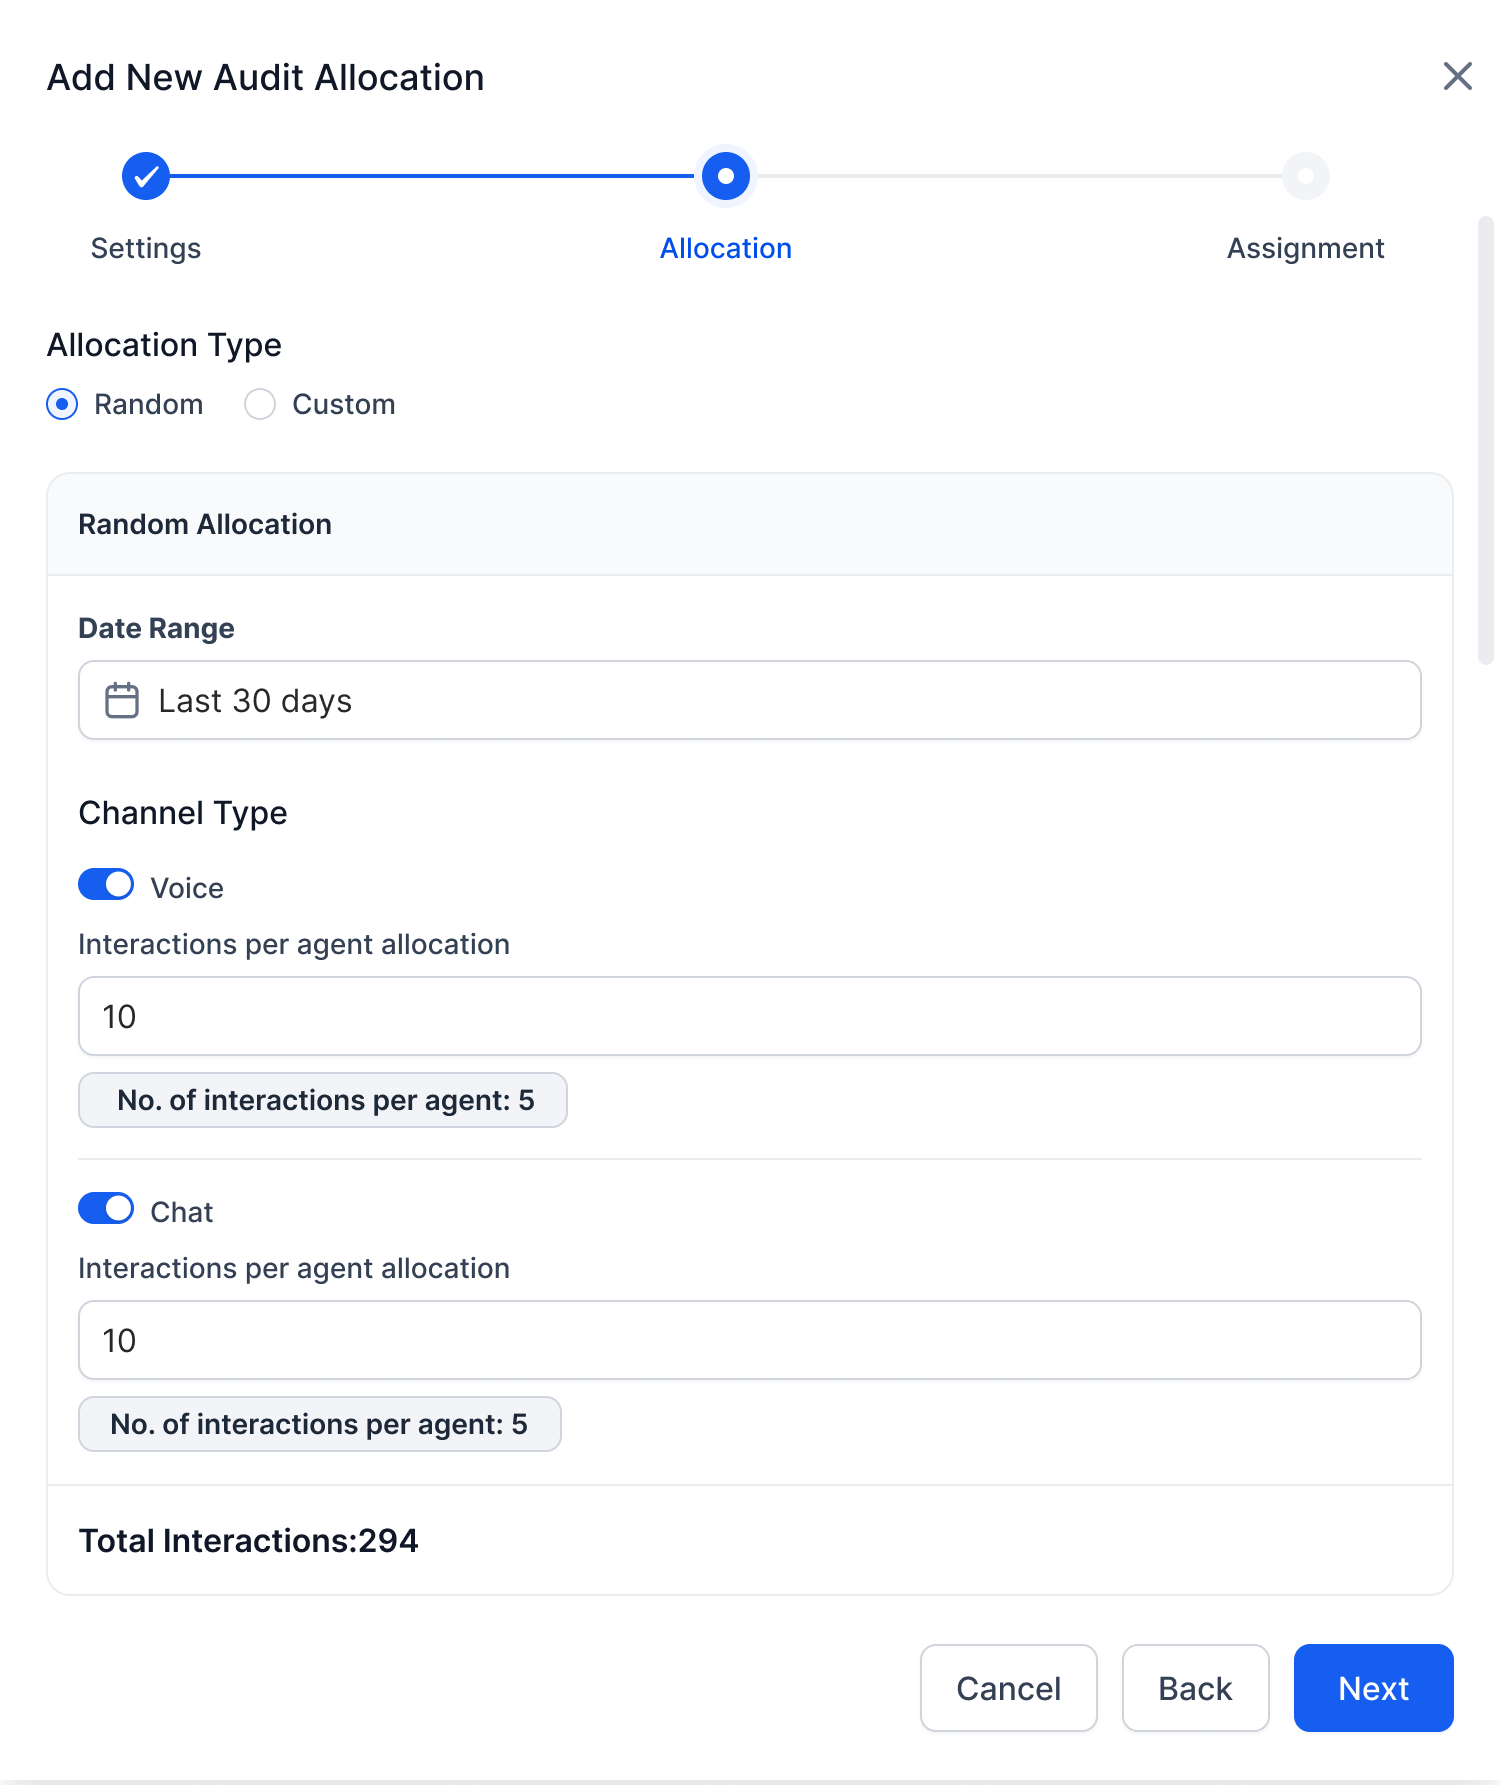 Add New Audit Allocation
Settings
Allocation
Assignment
Allocation Type
Random
Custom
Random Allocation
Date Range
Last 30 days
Channel Type
Voice
Interactions per agent allocation
10
No. of interactions per agent: 5
Chat
Interactions per agent allocation
10
No. of interactions per agent: 5
Total Interactions:294
Cancel
Back
Next